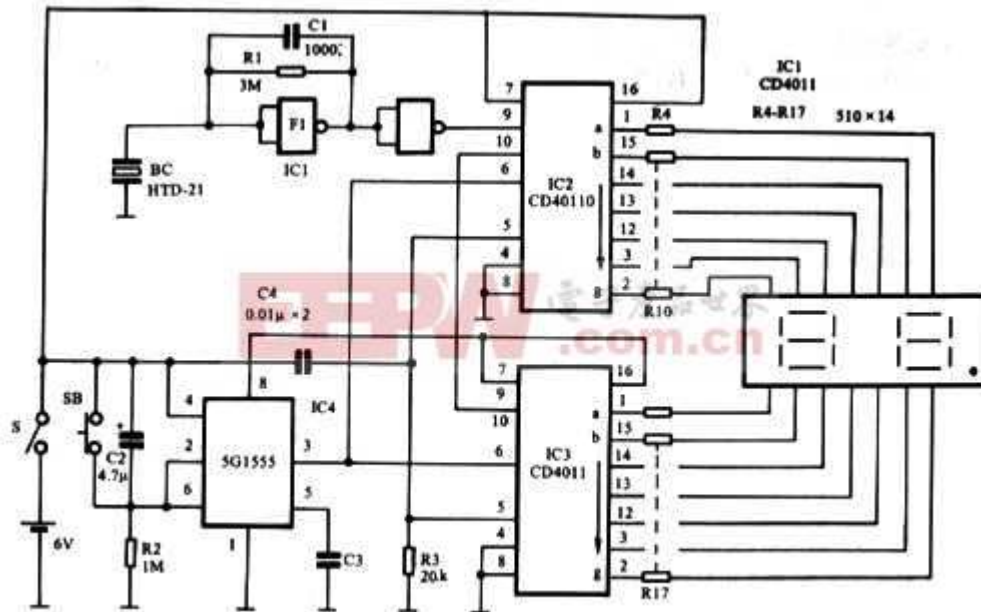 C1
1000
R1
3M
F1
IC1
BC
HTD-21
7
9
10
6
5
4
8
IC2
CD40110
16
1
a
15
b
14
13
12
3
2
g
R4
R10
IC1
CD4011
R4-R17 510×14
EEPW
.com.cn
C4
0.01μ ×2
S
SB
C2
4.7μ
6V
R2
1M
4
8
2
6
3
5
1
5G1555
IC4
C3
R3
20k
7
9
10
6
5
4
8
IC3
CD4011
16
1
a
15
b
14
13
12
3
2
g
R17